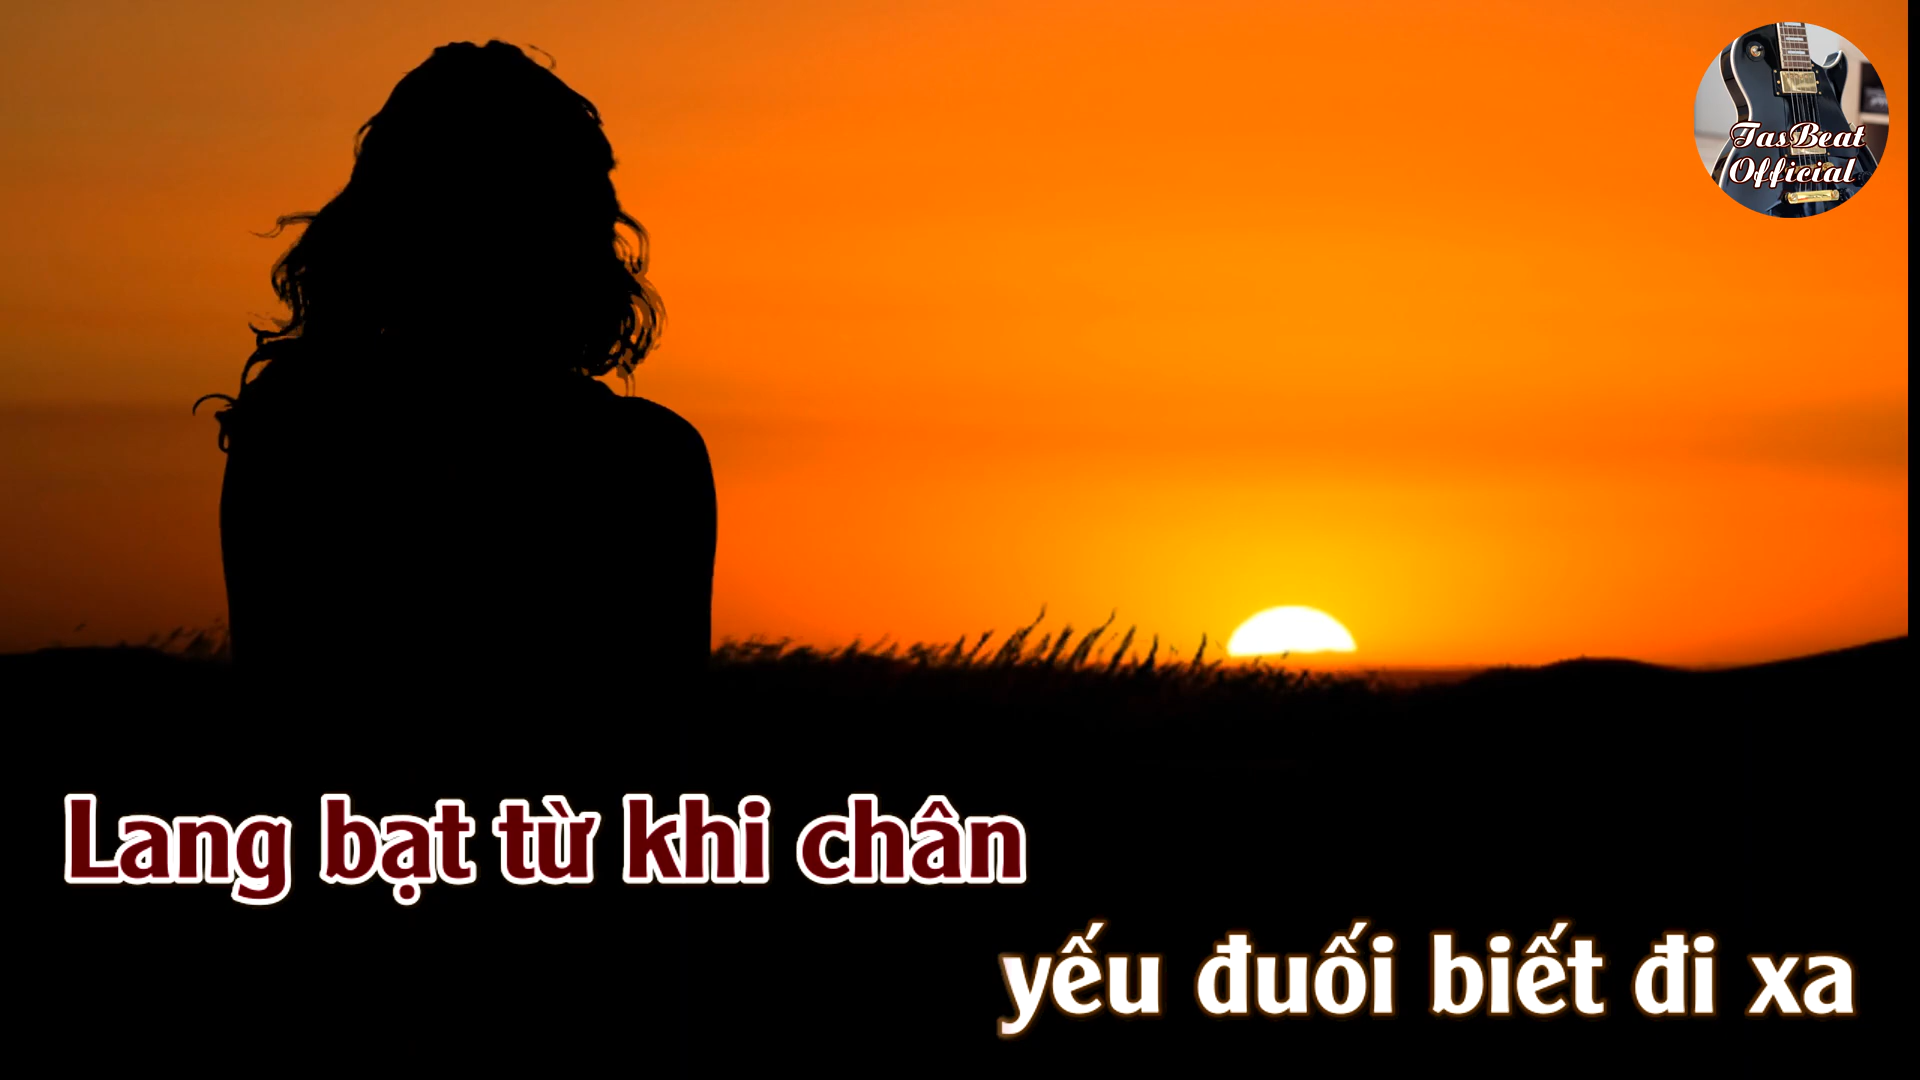 TasBeat
Official
Lang bạt từ khi chân
yếu đuối biết đi xa